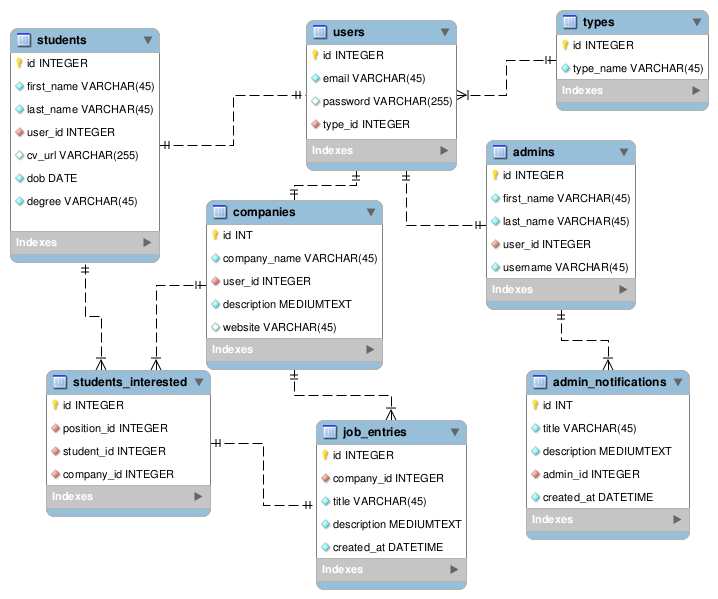 students
id INTEGER
first_name VARCHAR(45)
last_name VARCHAR(45)
user_id INTEGER
cv_url VARCHAR(255)
dob DATE
degree VARCHAR(45)
Indexes
users
id INTEGER
email VARCHAR(45)
password VARCHAR(255)
type_id INTEGER
Indexes
types
id INTEGER
type_name VARCHAR(45)
Indexes
admins
id INTEGER
first_name VARCHAR(45)
last_name VARCHAR(45)
user_id INTEGER
username VARCHAR(45)
Indexes
companies
id INT
company_name VARCHAR(45)
user_id INTEGER
description MEDIUMTEXT
website VARCHAR(45)
Indexes
students_interested
id INTEGER
position_id INTEGER
student_id INTEGER
company_id INTEGER
Indexes
job_entries
id INTEGER
company_id INTEGER
title VARCHAR(45)
description MEDIUMTEXT
created_at DATETIME
Indexes
admin_notifications
id INT
title VARCHAR(45)
description MEDIUMTEXT
admin_id INTEGER
created_at DATETIME
Indexes